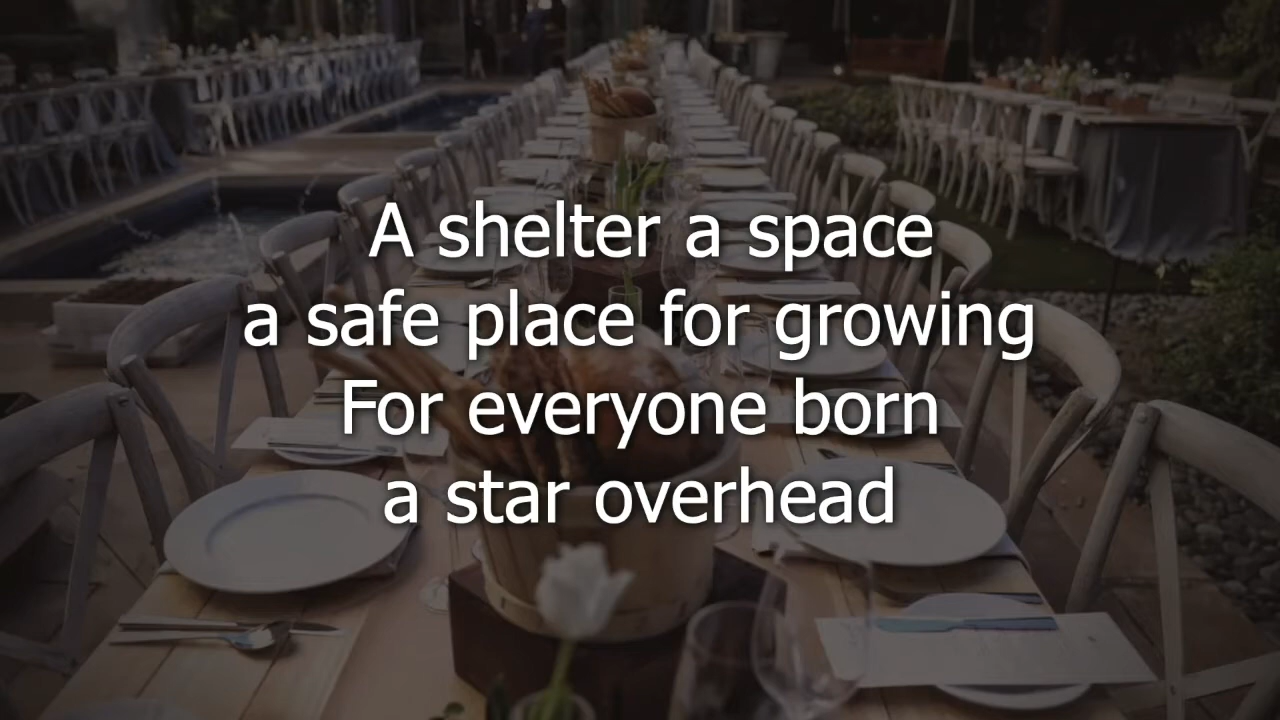 A shelter a space
a safe place for growing
For everyone born
a star overhead